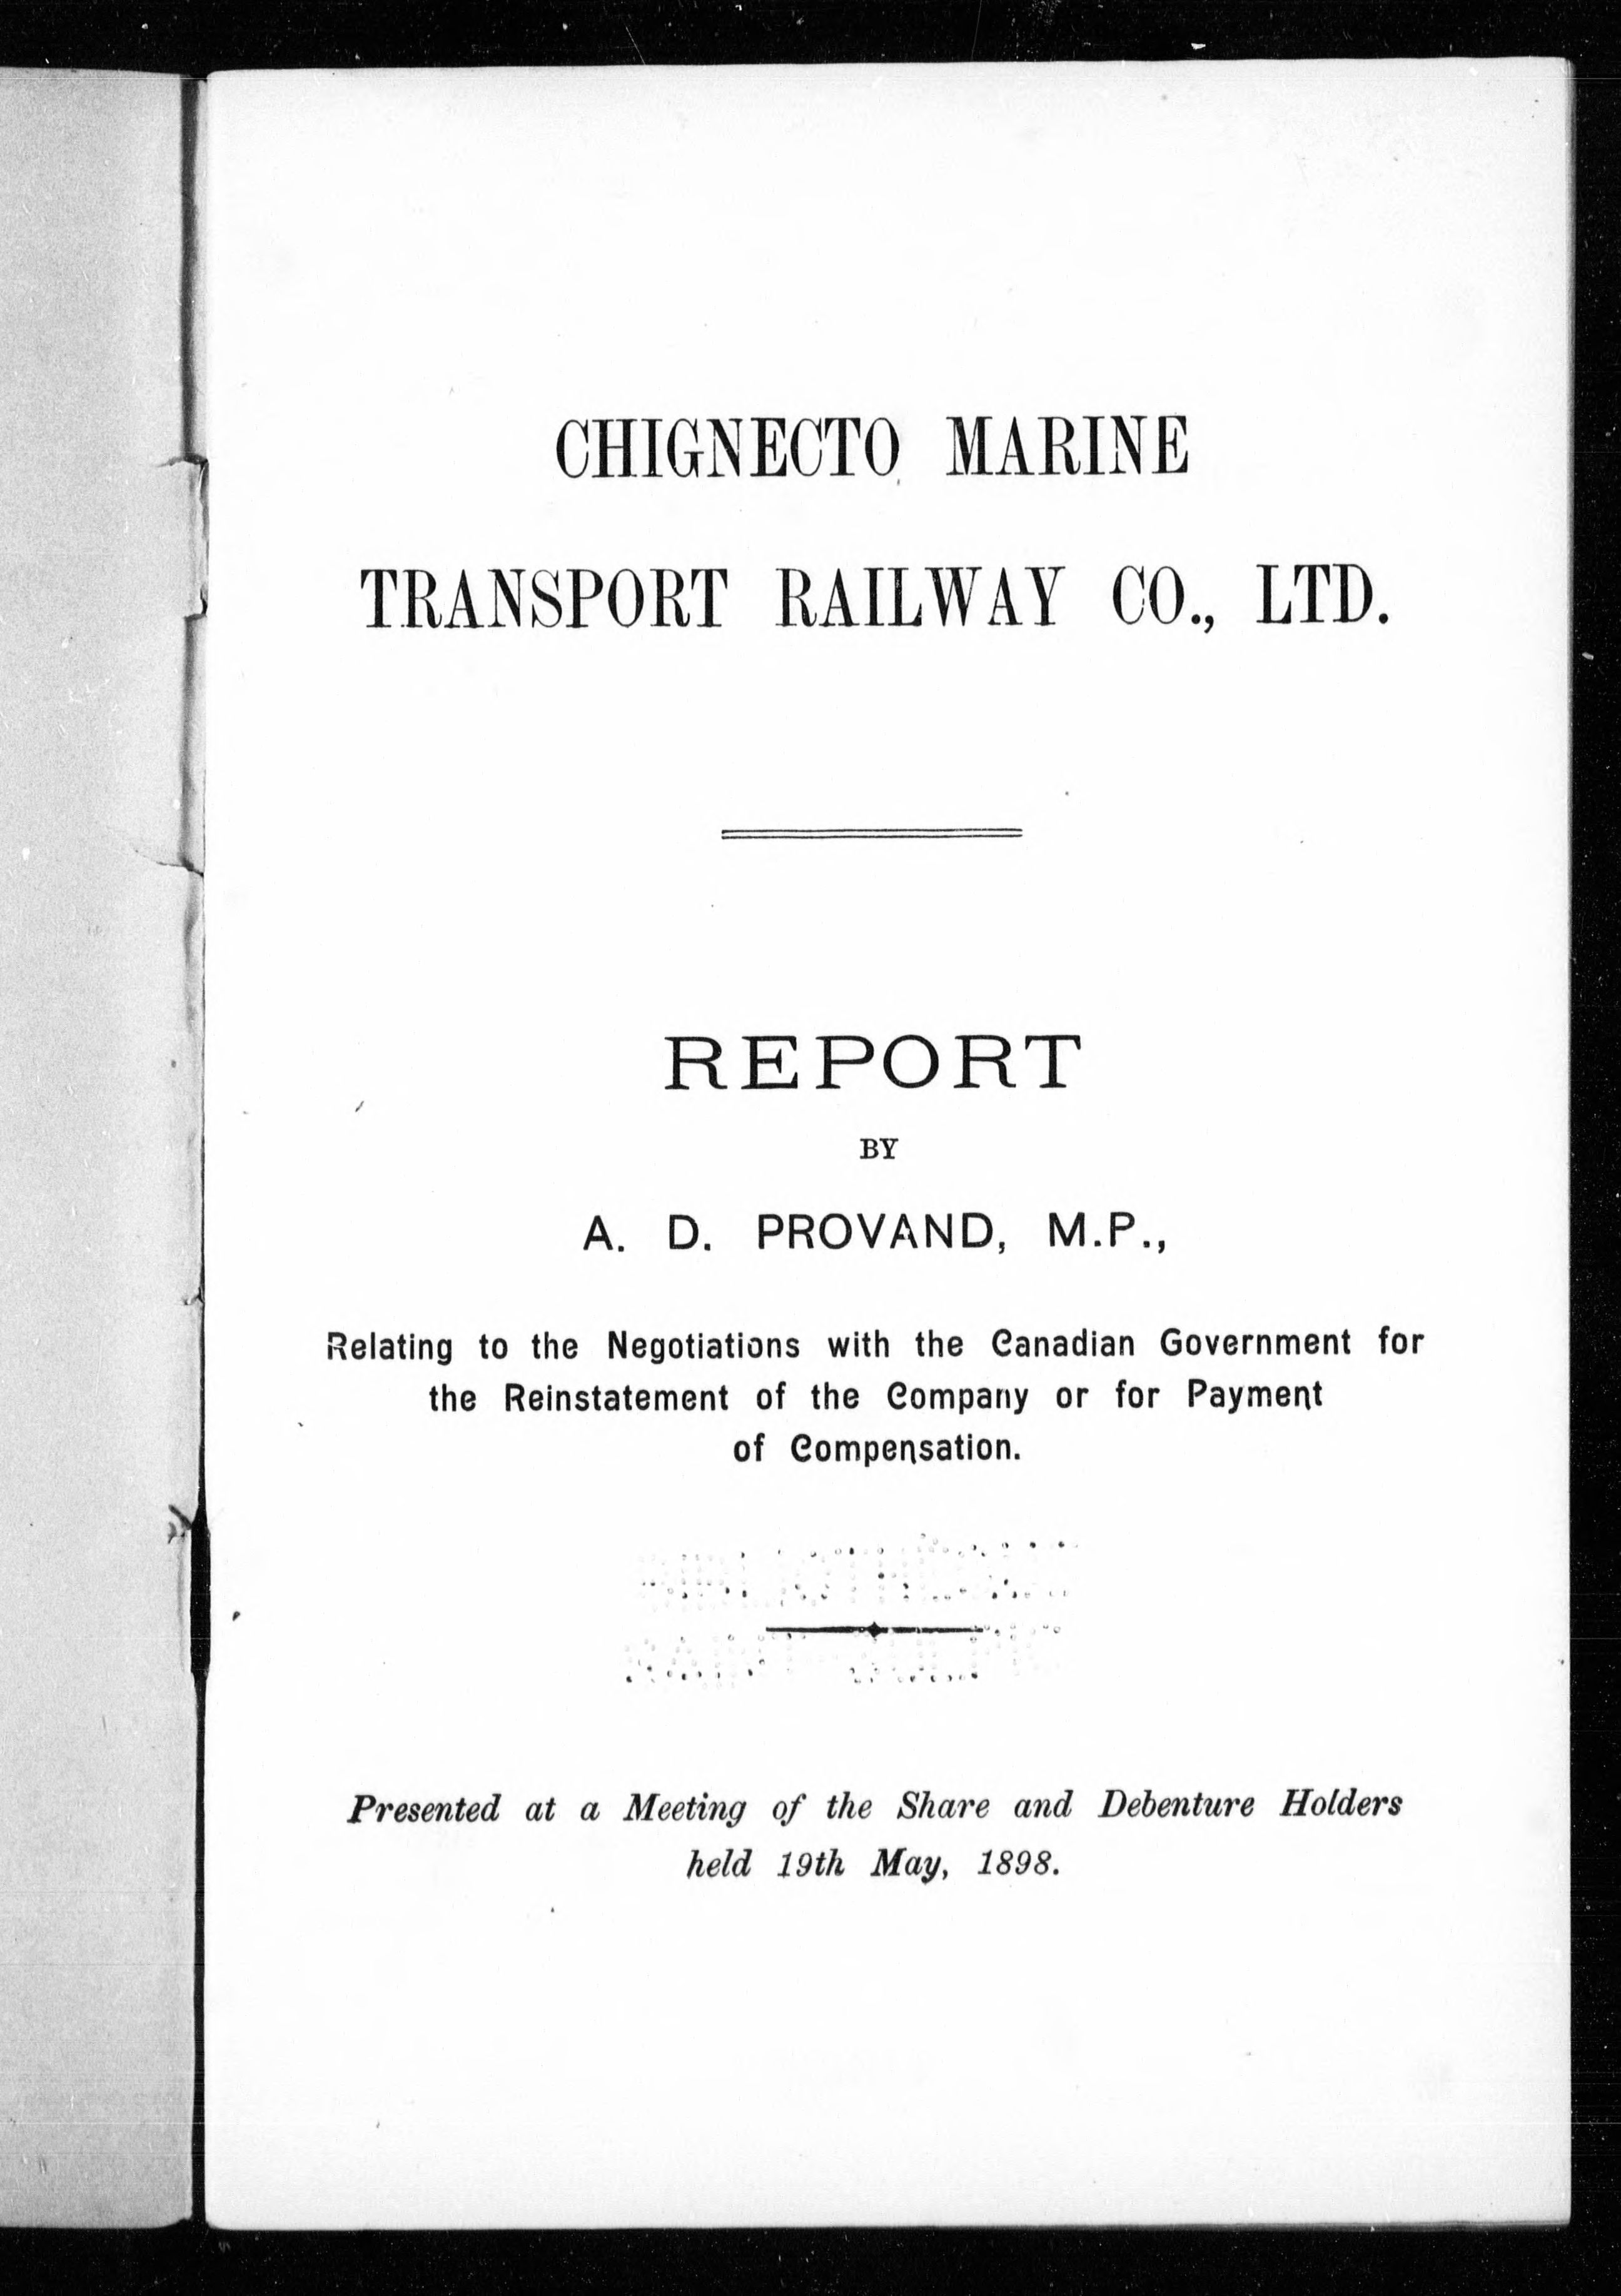 CHIGNECTO MARINE
TRANSPORT RAILWAY CO., LTD.
REPORT
BY
A. D. PROVAND, M.P.,
Relating to the Negotiations with the Canadian Government for
the Reinstatement of the Company or for Payment
of Compensation.
Presented at a Meeting of the Share and Debenture Holders
held 19th May, 1898.